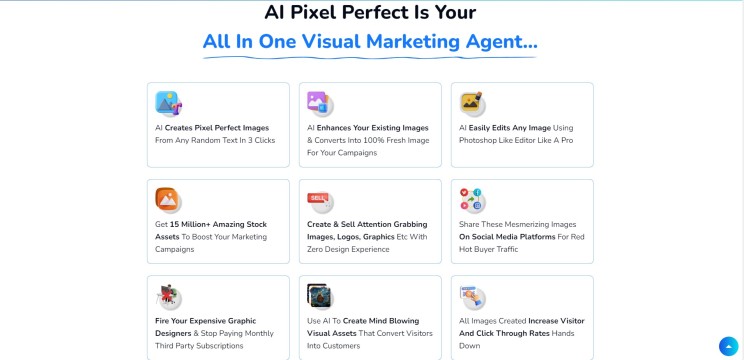 AI Pixel Perfect Is Your
All In One Visual Marketing Agent...
AI Creates Pixel Perfect Images
From Any Random Text In 3 Clicks
AI Enhances Your Existing Images
& Converts Into 100% Fresh Image
For Your Campaigns
AI Easily Edits Any Image Using
Photoshop Like Editor Like A Pro
Get 15 Million+ Amazing Stock
Assets To Boost Your Marketing
Campaigns
SELL
Create & Sell Attention Grabbing
Images, Logos, Graphics Etc With
Zero Design Experience
Share These Mesmerizing Images
On Social Media Platforms For Red
Hot Buyer Traffic
Fire Your Expensive Graphic
Designers & Stop Paying Monthly
Third Party Subscriptions
Use AI To Create Mind Blowing
Visual Assets That Convert Visitors
Into Customers
All Images Created Increase Visitor
And Click Through Rates Hands
Down